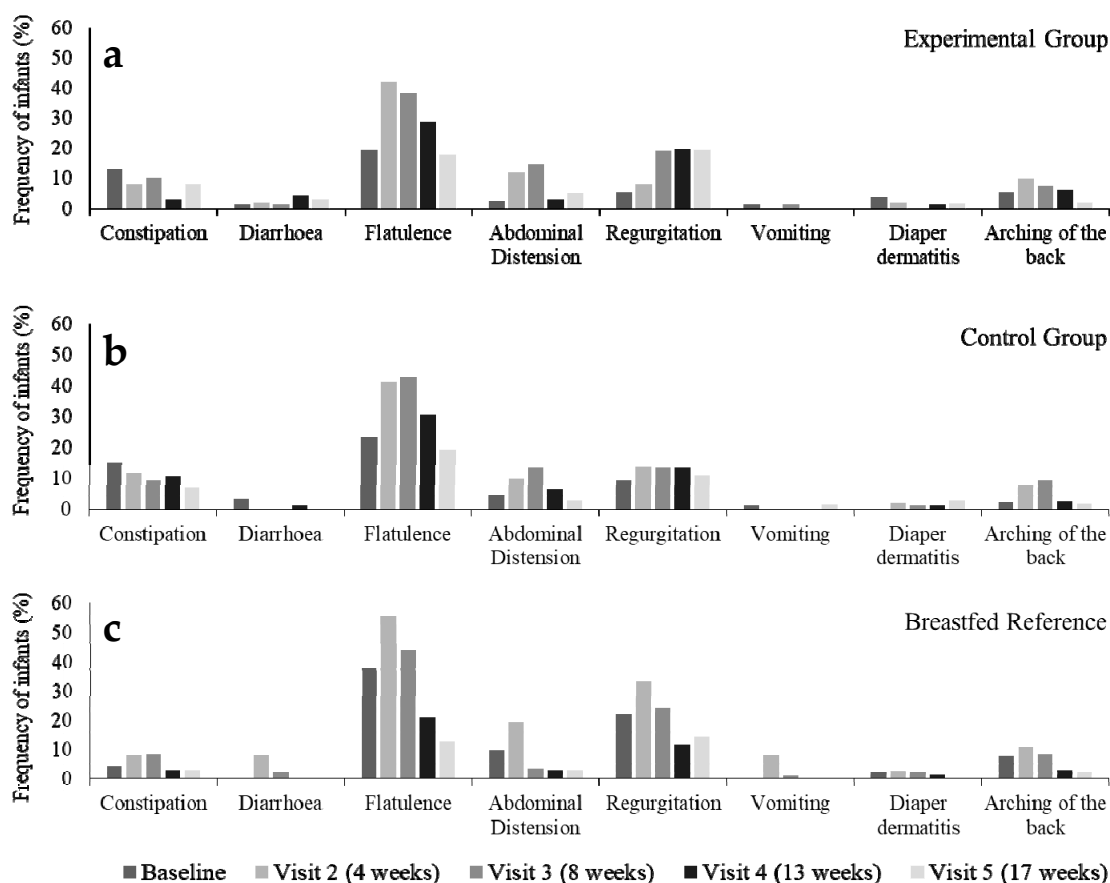 a
Experimental Group
Frequency of infants (%)
60
50
40
30
20
10
0
Constipation Diarrhoea Flatulence Abdominal Distension Regurgitation Vomiting Diaper dermatitis Arching of the back
b
Control Group
Frequency of infants (%)
60
50
40
30
20
10
0
Constipation Diarrhoea Flatulence Abdominal Distension Regurgitation Vomiting Diaper dermatitis Arching of the back
c
Breastfed Reference
Frequency of infants (%)
60
50
40
30
20
10
0
Constipation Diarrhoea Flatulence Abdominal Distension Regurgitation Vomiting Diaper dermatitis Arching of the back
Baseline Visit 2 (4 weeks) Visit 3 (8 weeks) Visit 4 (13 weeks) Visit 5 (17 weeks)